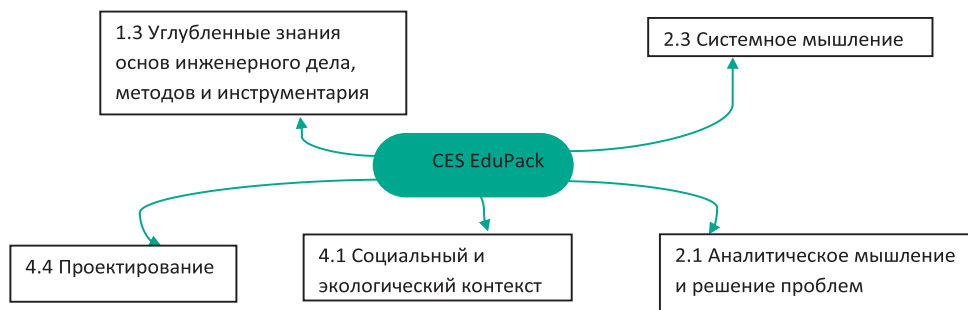 1.3 Углубленные знания
основ инженерного дела,
методов и инструментария
2.3 Системное мышление
CES EduPack
4.4 Проектирование
4.1 Социальный и
экологический контекст
2.1 Аналитическое мышление
и решение проблем